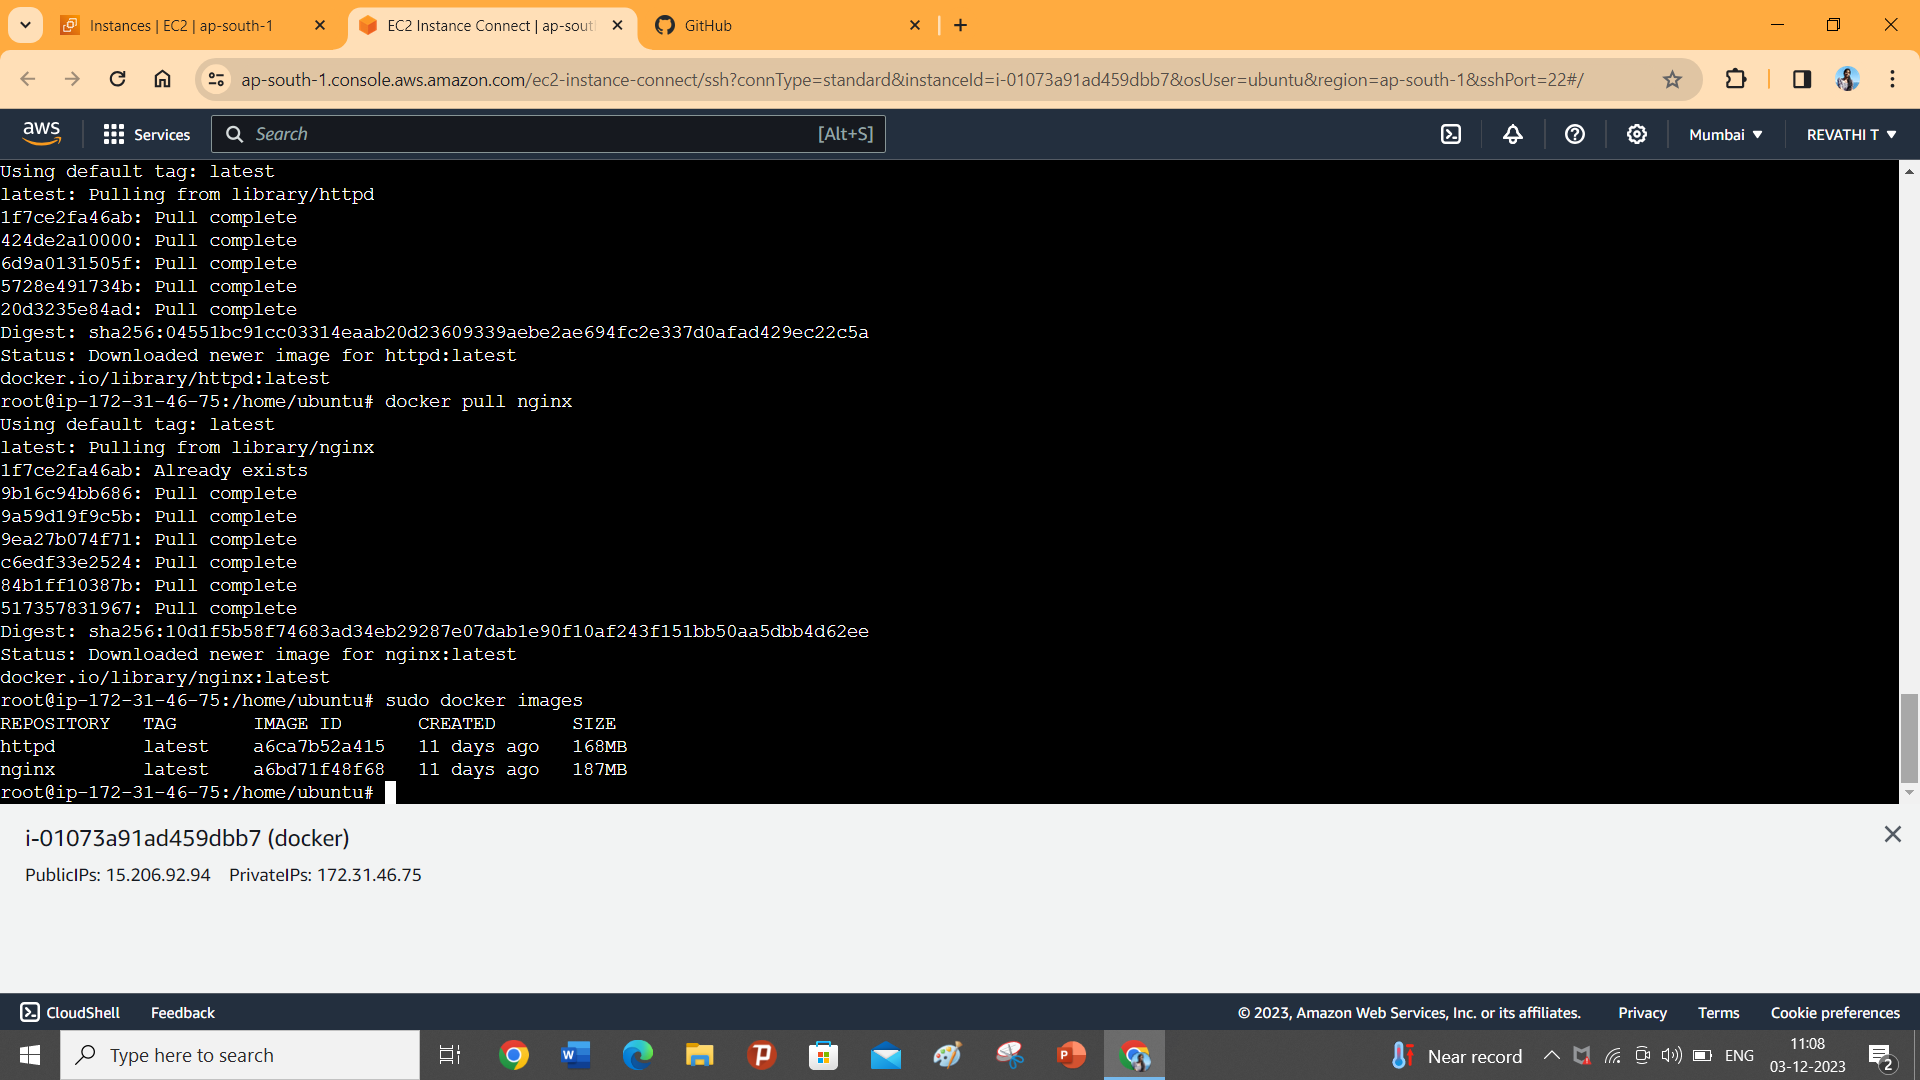 Instances | EC2 | ap-south-1
EC2 Instance Connect | ap-sout
GitHub
ap-south-1.console.aws.amazon.com/ec2-instance-connect/ssh?connType=standard&instanceId=i-01073a91ad459dbb7&osUser=ubuntu&region=ap-south-1&sshPort=22#/
aws Services Search [Alt+S] Mumbai REVATHI T
Using default tag: latest
latest: Pulling from library/httpd
1f7ce2fa46ab: Pull complete
424de2a10000: Pull complete
6d9a0131505f: Pull complete
5728e491734b: Pull complete
20d3235e84ad: Pull complete
Digest: sha256:04551bc91cc03314eaab20d23609339aebe2ae694fc2e337d0afad429ec22c5a
Status: Downloaded newer image for httpd:latest
docker.io/library/httpd:latest
root@ip-172-31-46-75:/home/ubuntu# docker pull nginx
Using default tag: latest
latest: Pulling from library/nginx
1f7ce2fa46ab: Already exists
9b16c94bb686: Pull complete
9a59d19f9c5b: Pull complete
9ea27b074f71: Pull complete
c6edf33e2524: Pull complete
84b1ff10387b: Pull complete
517357831967: Pull complete
Digest: sha256:10d1f5b58f74683ad34eb29287e07dab1e90f10af243f151bb50aa5dbb4d62ee
Status: Downloaded newer image for nginx:latest
docker.io/library/nginx:latest
root@ip-172-31-46-75:/home/ubuntu# sudo docker images
REPOSITORY TAG IMAGE ID CREATED SIZE
httpd latest a6ca7b52a415 11 days ago 168MB
nginx latest a6bd71f48f68 11 days ago 187MB
root@ip-172-31-46-75:/home/ubuntu#
i-01073a91ad459dbb7 (docker)
PublicIPs: 15.206.92.94 PrivateIPs: 172.31.46.75
CloudShell Feedback © 2023, Amazon Web Services, Inc. or its affiliates. Privacy Terms Cookie preferences
Type here to search Near record ENG 11:08
03-12-2023 2